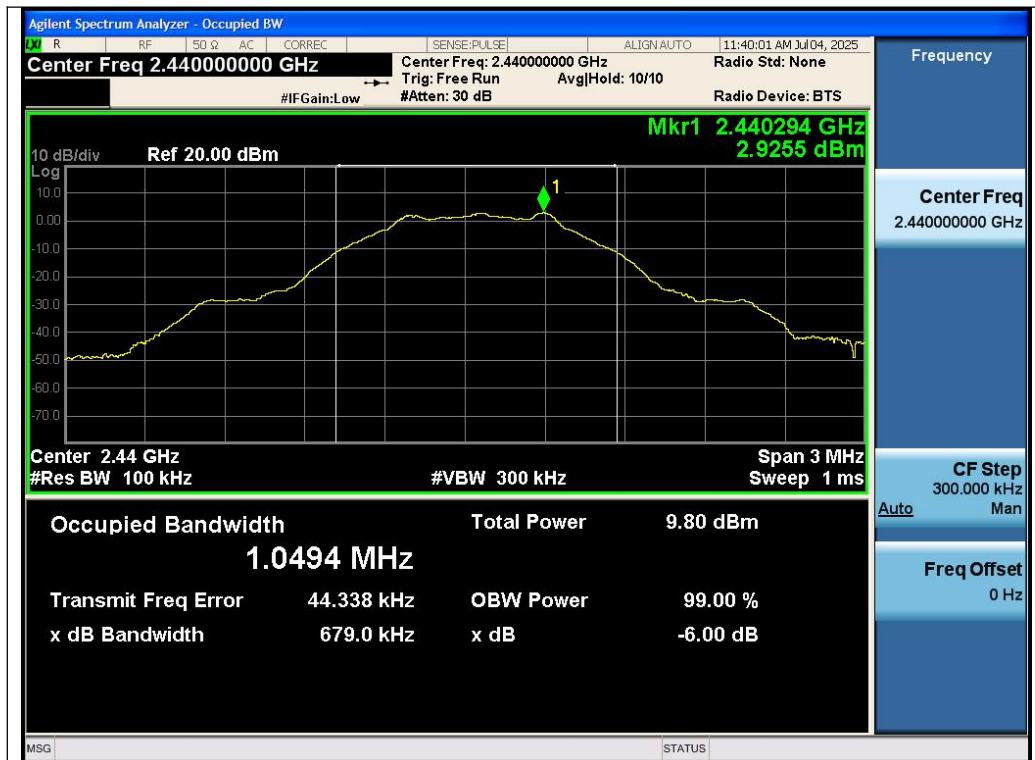 Agilent Spectrum Analyzer - Occupied BW
LXI R RF 50 Ω AC CORREC SENSE:PULSE ALIGN AUTO 11:40:01 AM Jul 04, 2025
Center Freq 2.440000000 GHz
Center Freq: 2.440000000 GHz
Radio Std: None
Trig: Free Run Avg|Hold: 10/10
#IFGain:Low
#Atten: 30 dB
Radio Device: BTS
Frequency
Mkr1 2.440294 GHz
2.9255 dBm
10 dB/div Ref 20.00 dBm
Log
10.0
0.00
-10.0
-20.0
-30.0
-40.0
-50.0
-60.0
-70.0
1
Center 2.44 GHz
Span 3 MHz
#Res BW 100 kHz
#VBW 300 kHz
Sweep 1 ms
Occupied Bandwidth
1.0494 MHz
Total Power 9.80 dBm
Transmit Freq Error 44.338 kHz
OBW Power 99.00 %
x dB Bandwidth 679.0 kHz
x dB -6.00 dB
Center Freq
2.440000000 GHz
CF Step
300.000 kHz
Auto Man
Freq Offset
0 Hz
MSG
STATUS